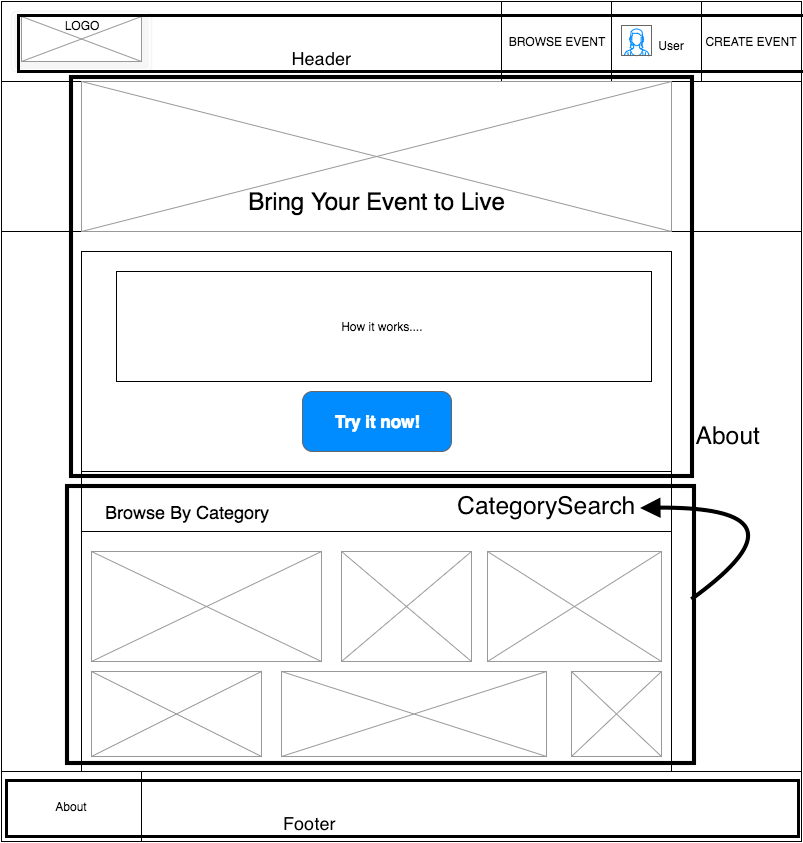 LOGO
Header
BROWSE EVENT
User
CREATE EVENT
Bring Your Event to Live
How it works....
Try it now!
About
Browse By Category
CategorySearch
About
Footer